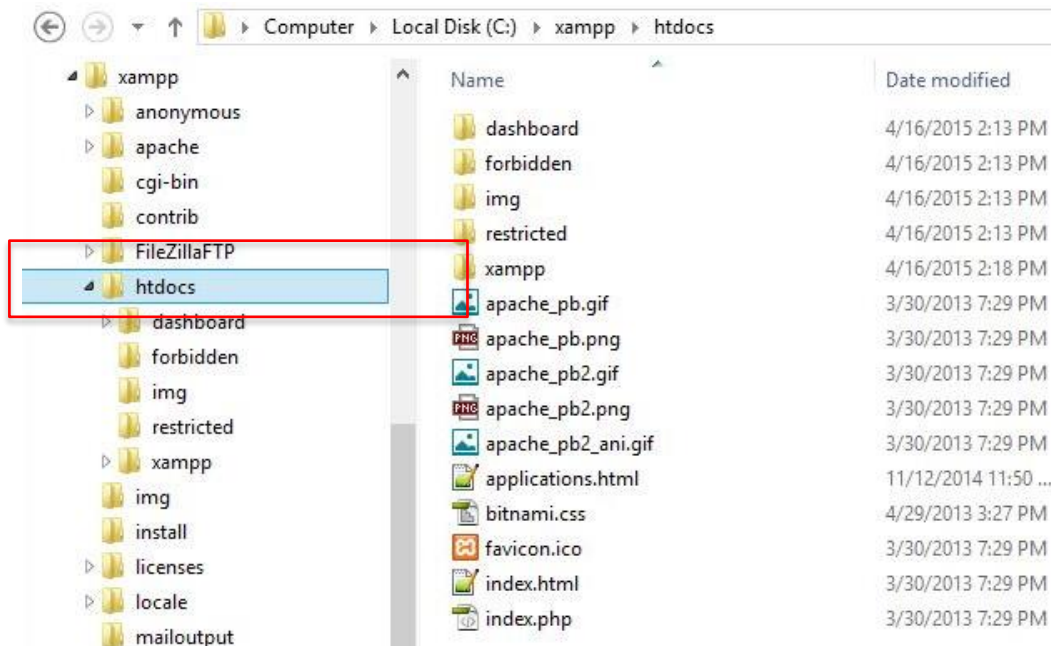 Computer Local Disk (C:) xampp htdocs
xampp
anonymous
apache
cgi-bin
contrib
FileZillaFTP
htdocs
dashboard
forbidden
img
restricted
xampp
img
install
licenses
locale
mailoutput
Name Date modified
dashboard 4/16/2015 2:13 PM
forbidden 4/16/2015 2:13 PM
img 4/16/2015 2:13 PM
restricted 4/16/2015 2:13 PM
xampp 4/16/2015 2:18 PM
apache_pb.gif 3/30/2013 7:29 PM
PNG apache_pb.png 3/30/2013 7:29 PM
apache_pb2.gif 3/30/2013 7:29 PM
PNG apache_pb2.png 3/30/2013 7:29 PM
apache_pb2_ani.gif 3/30/2013 7:29 PM
applications.html 11/12/2014 11:50 ...
bitnami.css 4/29/2013 3:27 PM
favicon.ico 3/30/2013 7:29 PM
index.html 3/30/2013 7:29 PM
index.php 3/30/2013 7:29 PM